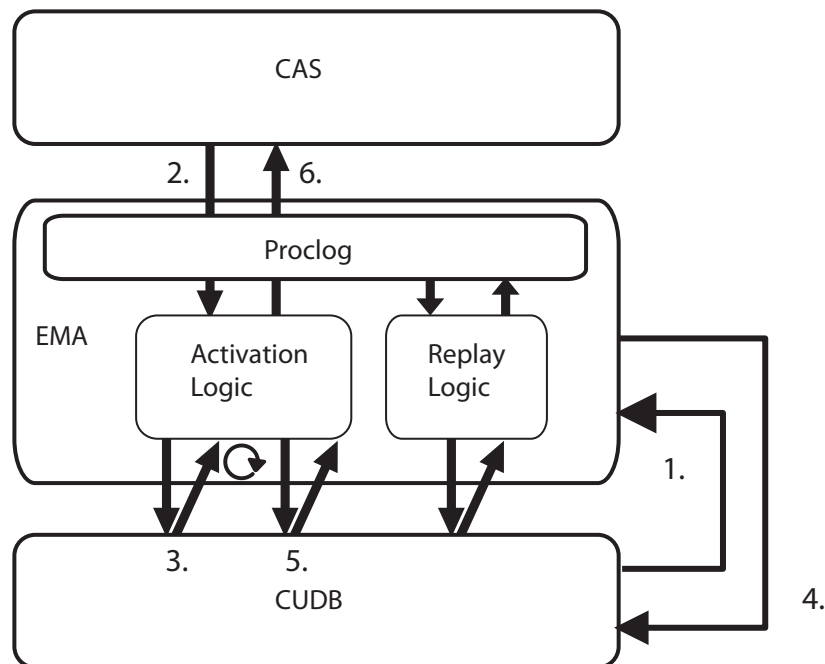 CAS
2.
6.
Proclog
EMA
Activation
Logic
Replay
Logic
1.
3.
5.
CUDB
4.